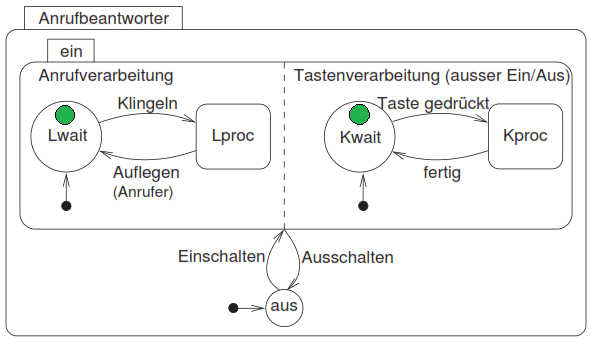 Anrufbeantworter
ein
Anrufverarbeitung
Tastenverarbeitung (ausser Ein/Aus)
Klingeln
Taste gedrückt
Lwait
Lproc
Kwait
Kproc
Auflegen
(Anrufer)
fertig
Einschalten
Ausschalten
aus